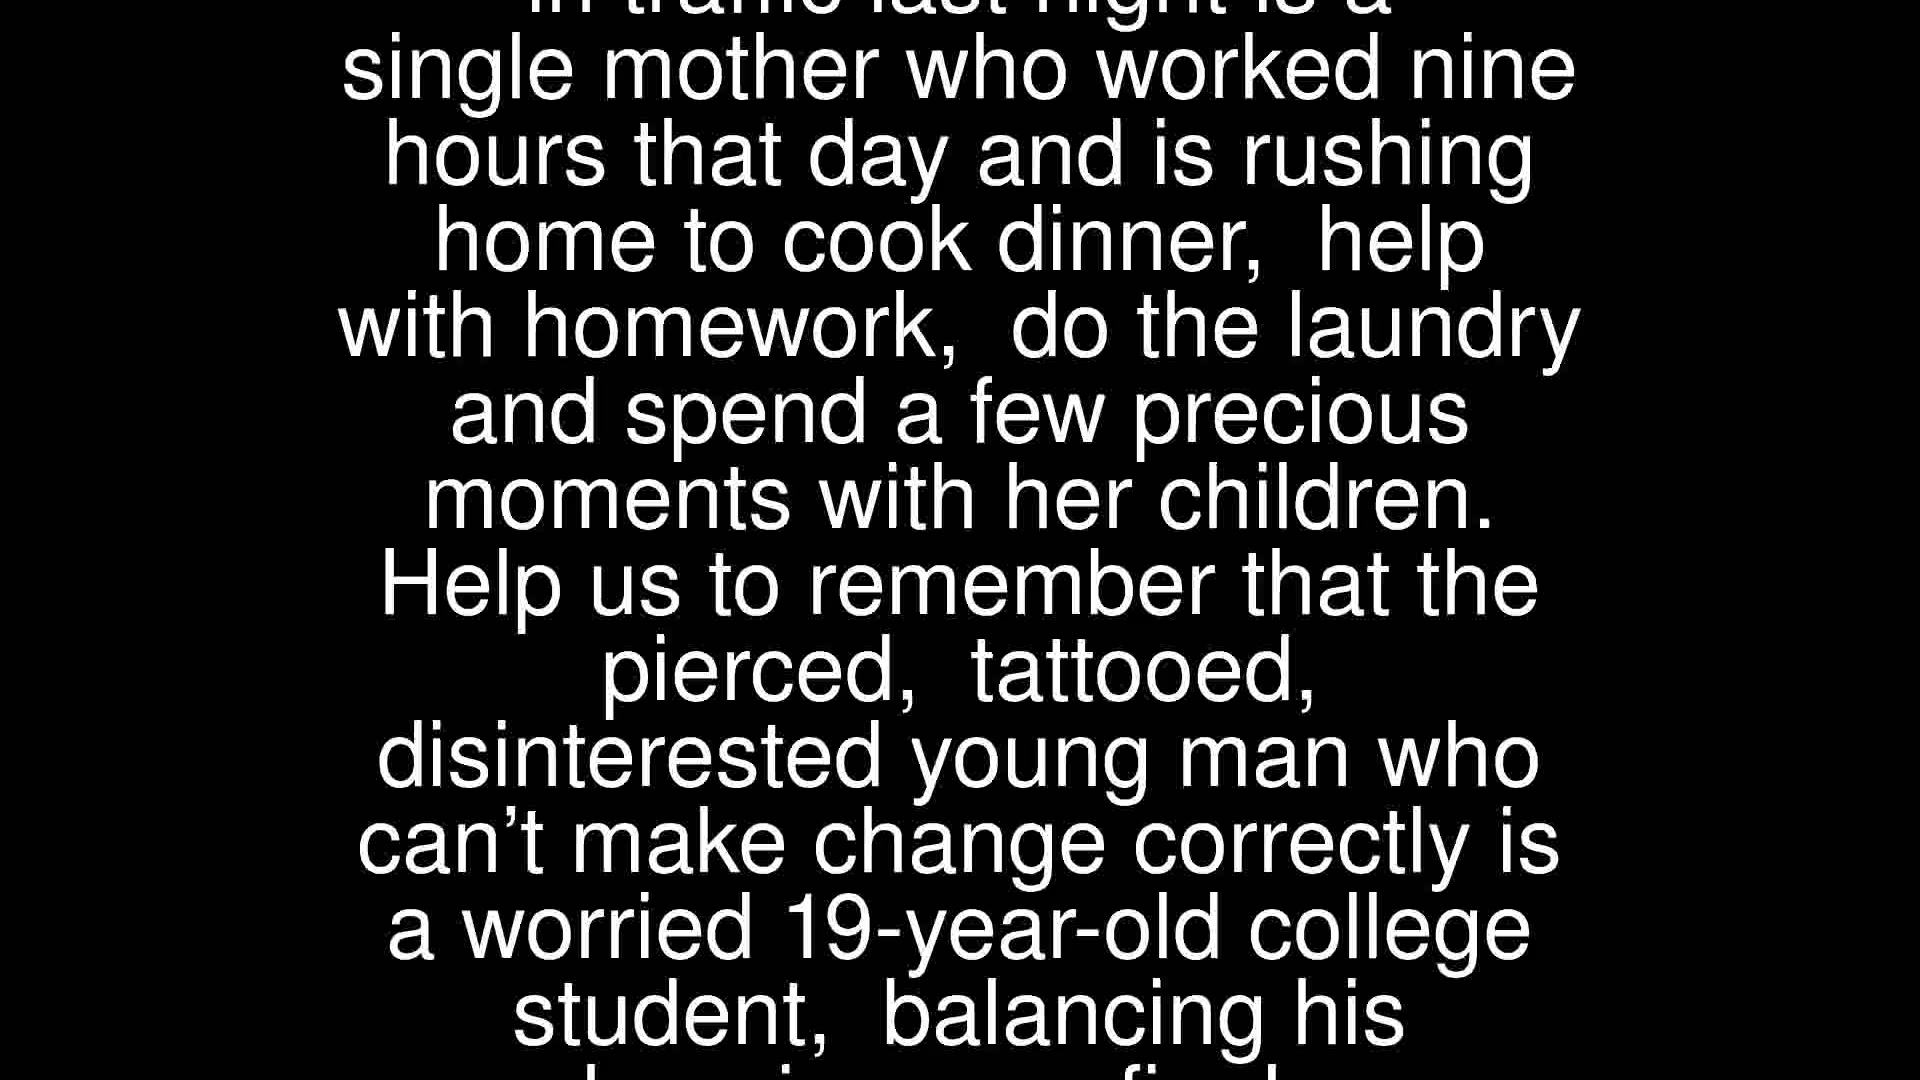 in traffic last night is a
single mother who worked nine
hours that day and is rushing
home to cook dinner,  help
with homework,  do the laundry
and spend a few precious
moments with her children.
Help us to remember that the
pierced,  tattooed,
disinterested young man who
can’t make change correctly is
a worried 19-year-old college
student,  balancing his